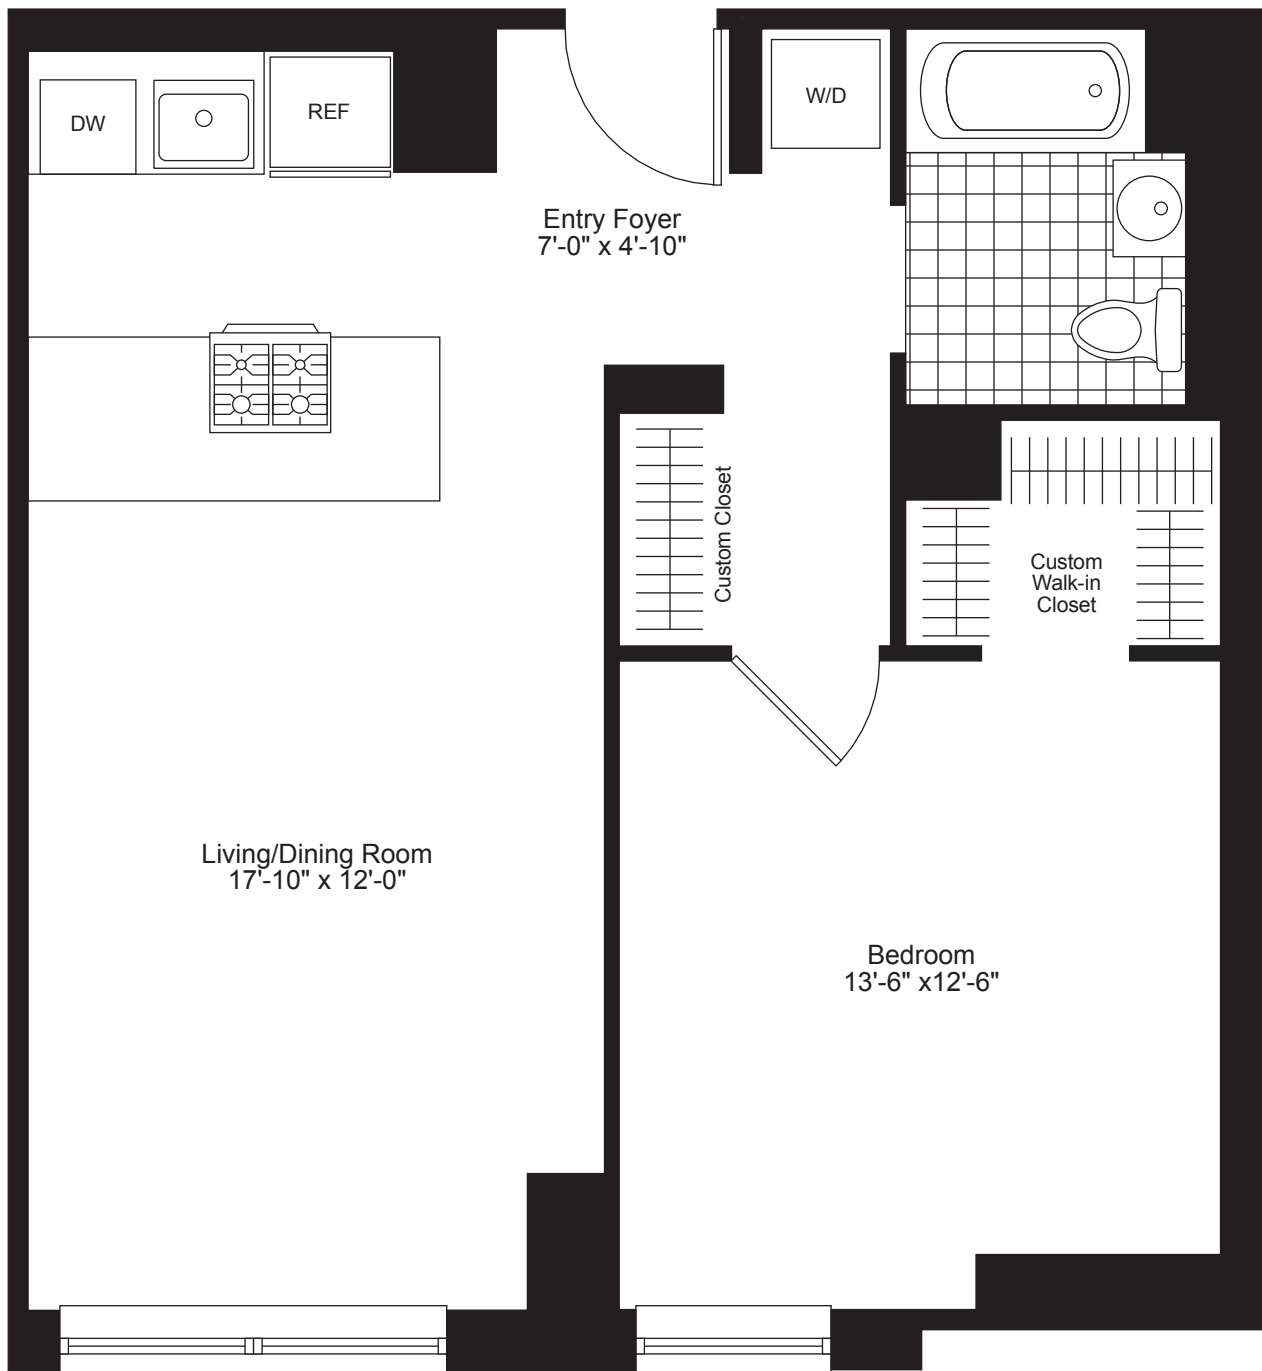 DW
REF
W/D
Entry Foyer
7'-0" x 4'-10"
Custom Closet
Custom
Walk-in
Closet
Living/Dining Room
17'-10" x 12'-0"
Bedroom
13'-6" x12'-6"